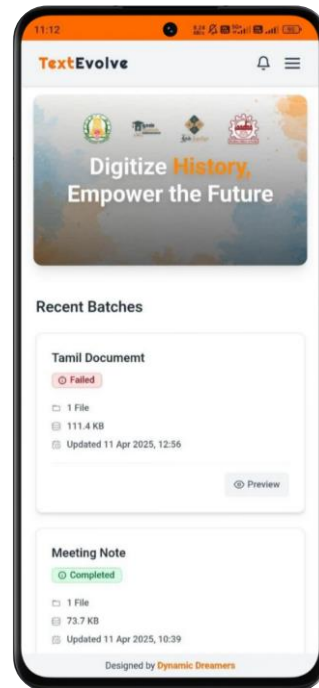 11:12
TextEvolve
Digitize History,
Empower the Future
Recent Batches
Tamil Documemt
Failed
1 File
111.4 KB
Updated 11 Apr 2025, 12:56
Preview
Meeting Note
Completed
1 File
73.7 KB
Updated 11 Apr 2025, 10:39
Designed by Dynamic Dreamers